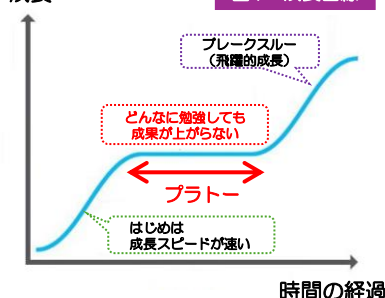 ブレークスルー
(飛躍的成長)
どんなに勉強しても
成果が上がらない
プラトー
はじめは
成長スピードが速い
時間の経過